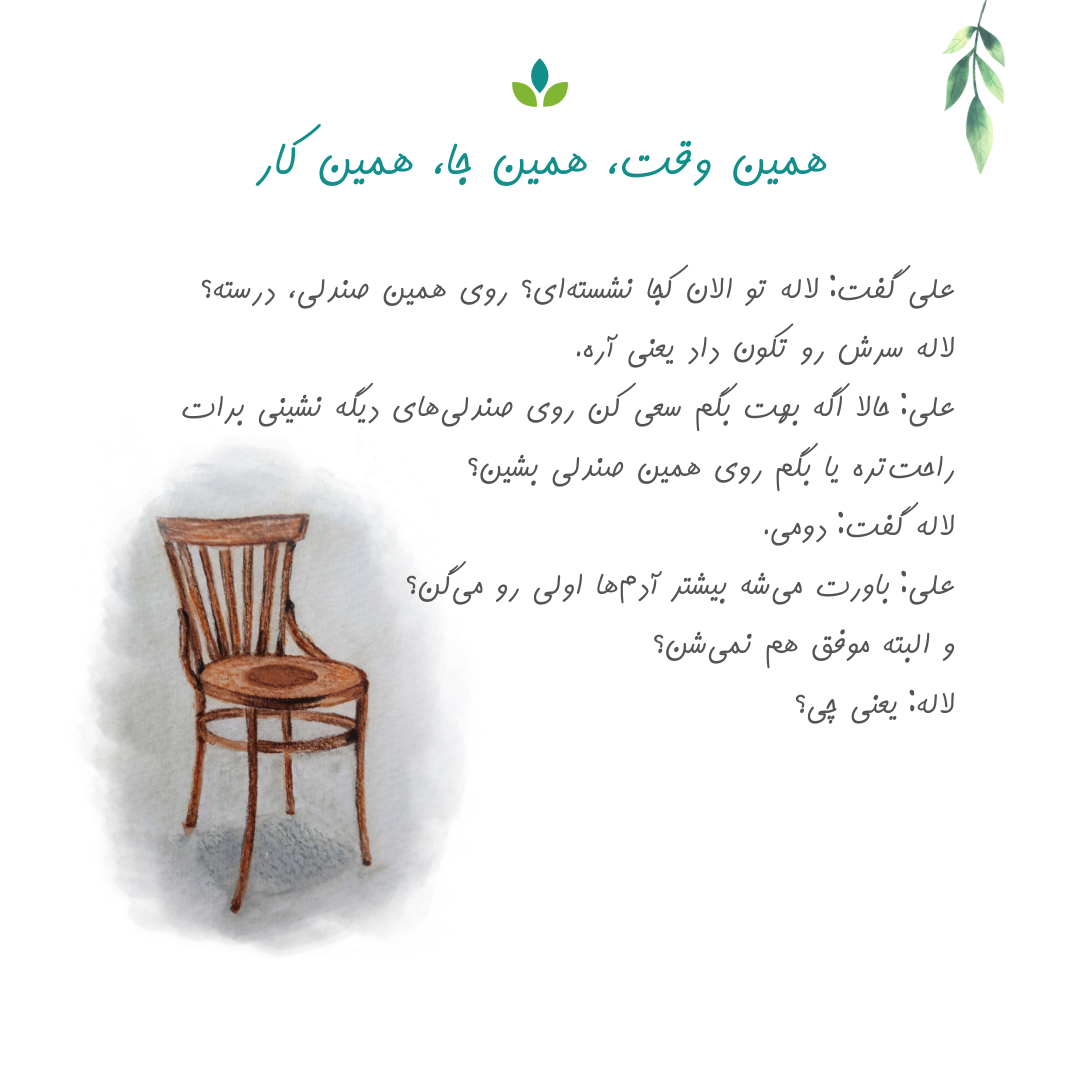 همین وقت، همین جا، همین کار
علی گفت: لاله تو الان کجا نشسته‌ای؟ روی همین صندلی، درسته؟
لاله سرش رو تکون داد یعنی آره.
علی: حالا اگه بهت بگم سعی کن روی صندلی‌های دیگه نشینی برات
راحت‌تره یا بگم روی همین صندلی بشین؟
لاله گفت: دومی.
علی: باورت می‌شه بیشتر آدم‌ها اولی رو می‌گن؟
و البته موفق هم نمی‌شن؟
لاله: یعنی چی؟